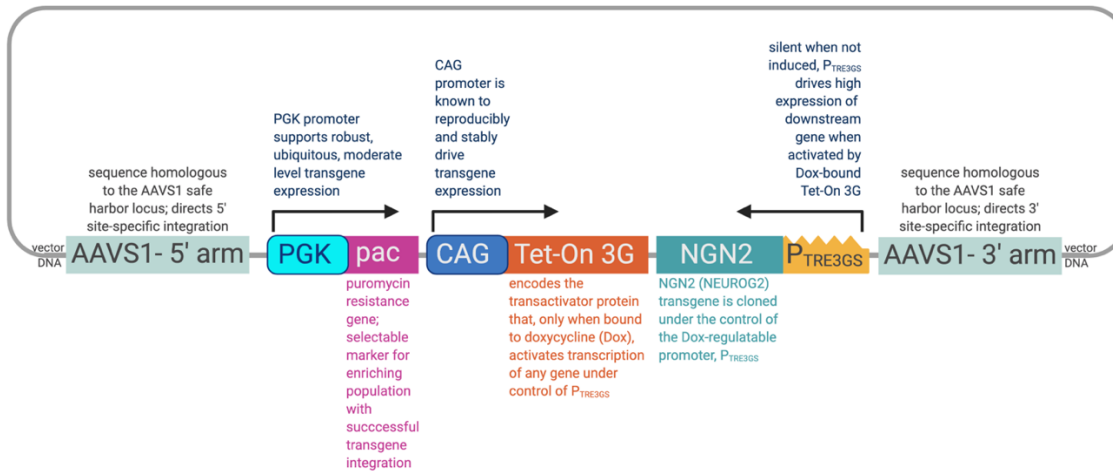 sequence homologous
to the AAVS1 safe
harbor locus; directs 5'
site-specific integration
PGK promoter
supports robust,
ubiquitous, moderate
level transgene
expression
CAG
promoter is
known to
reproducibly
and stably
drive
transgene
expression
silent when not
induced, PTRE3GS
drives high
expression of
downstream
gene when
activated by
Dox-bound
Tet-On 3G
sequence homologous
to the AAVS1 safe
harbor locus; directs 3'
site-specific integration
vector
DNA
AAVS1- 5' arm
PGK
pac
CAG
Tet-On 3G
NGN2
PTRE3GS
AAVS1- 3' arm
vector
DNA
puromycin
resistance
gene;
selectable
marker for
enriching
population
with
succcessful
transgene
integration
encodes the
transactivator protein
that, only when bound
to doxycycline (Dox),
activates transcription
of any gene under
control of PTRE3GS
NGN2 (NEUROG2)
transgene is cloned
under the control of
the Dox-regulatable
promoter, PTRE3GS